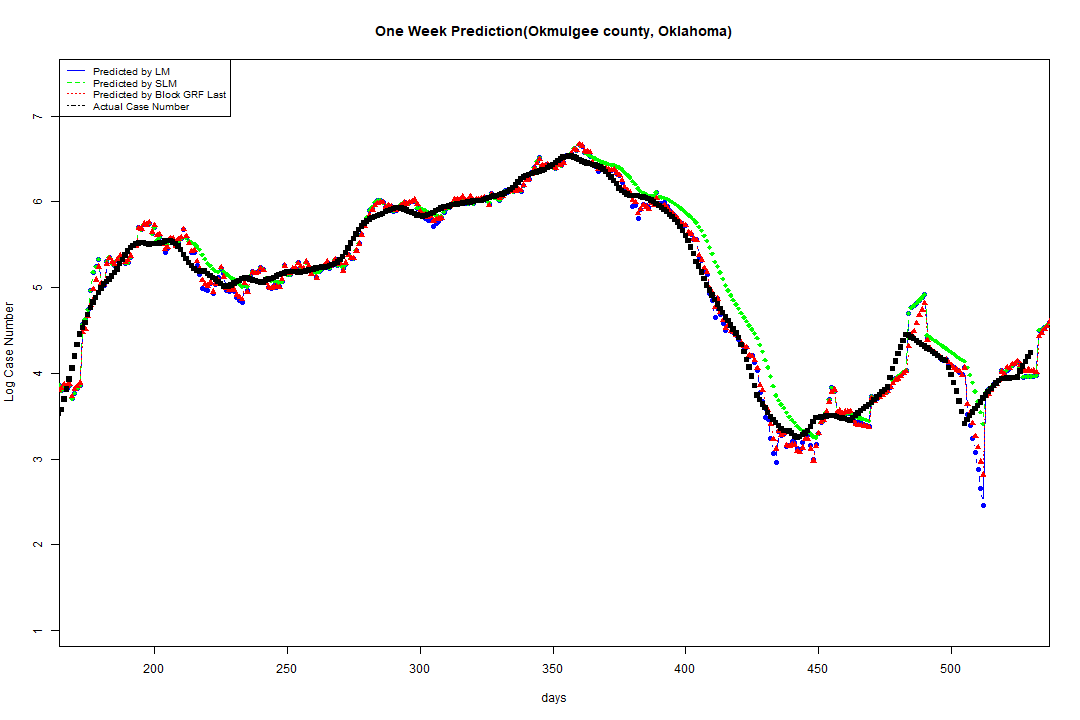 One Week Prediction(Okmulgee county, Oklahoma)
Predicted by LM
Predicted by SLM
Predicted by Block GRF Last
Actual Case Number
Log Case Number
7
6
5
4
3
2
1
200 250 300 350 400 450 500
days